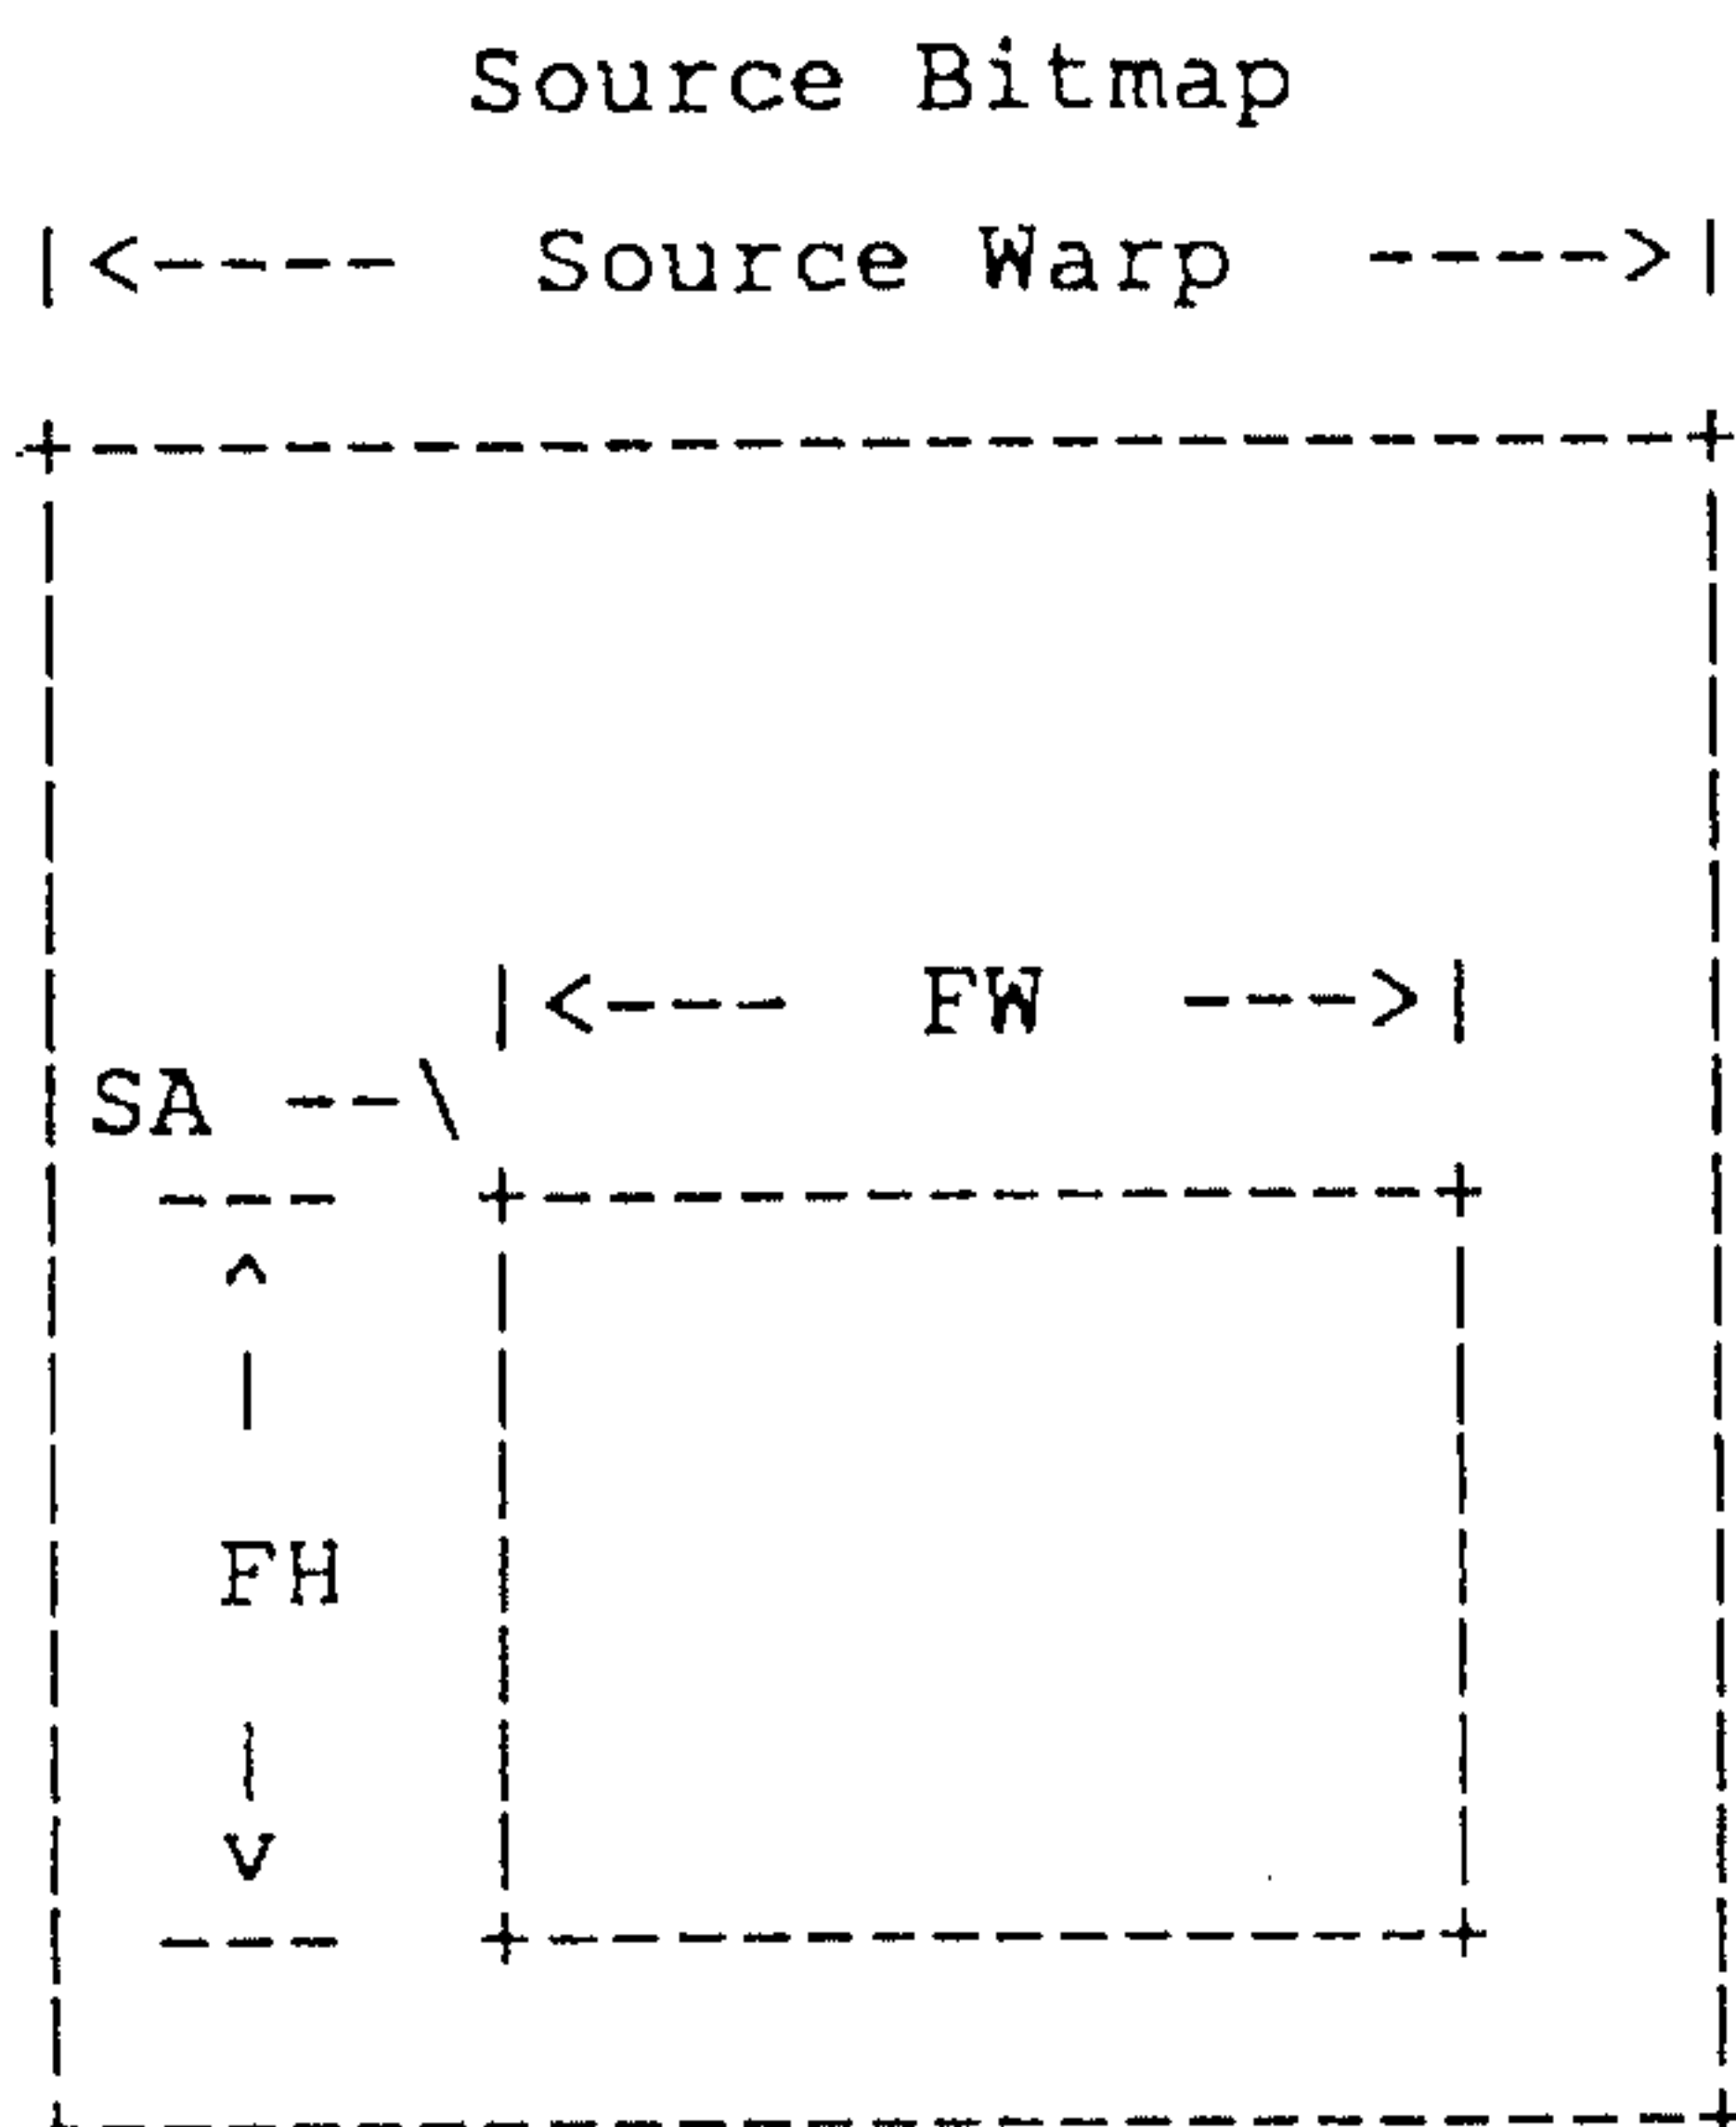 Source Bitmap
|<---- Source Warp ---->|
|<--- FW --->|
SA --\
FH